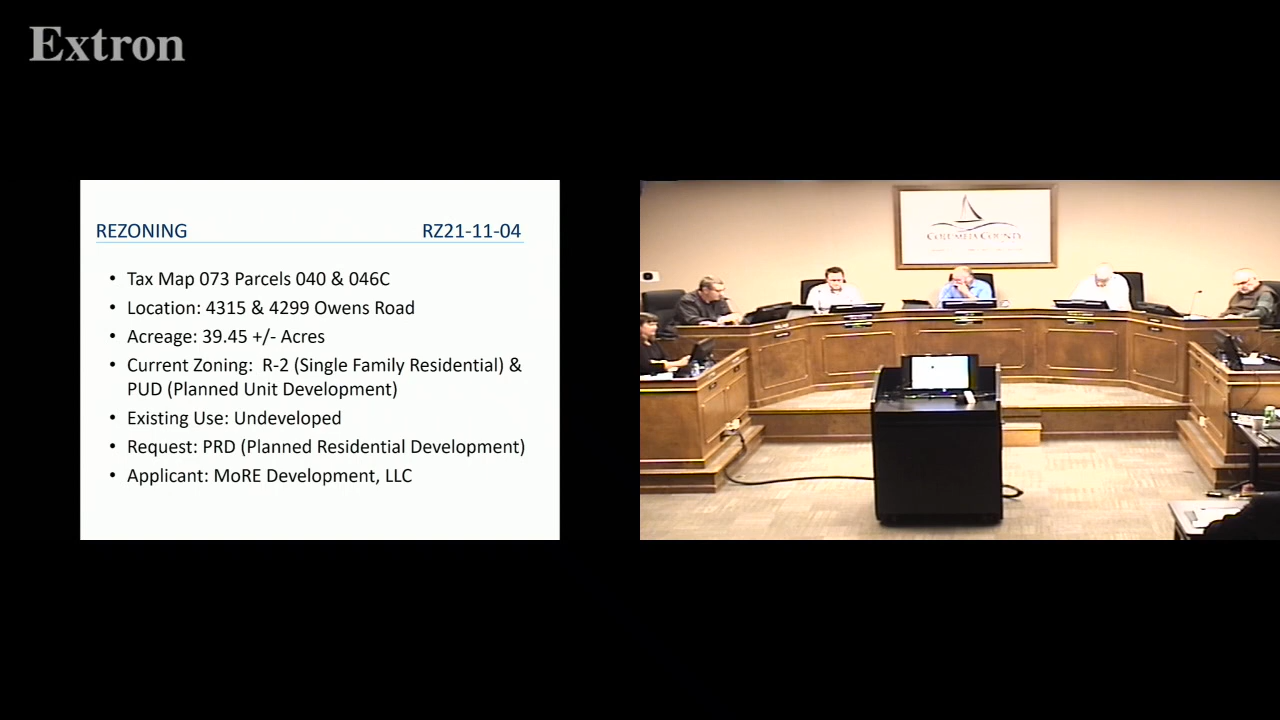 Extron
REZONING RZ21-11-04
• Tax Map 073 Parcels 040 & 046C
• Location: 4315 & 4299 Owens Road
• Acreage: 39.45 +/- Acres
• Current Zoning: R-2 (Single Family Residential) &
PUD (Planned Unit Development)
• Existing Use: Undeveloped
• Request: PRD (Planned Residential Development)
• Applicant: MoRE Development, LLC
COLUMBIA COUNTY